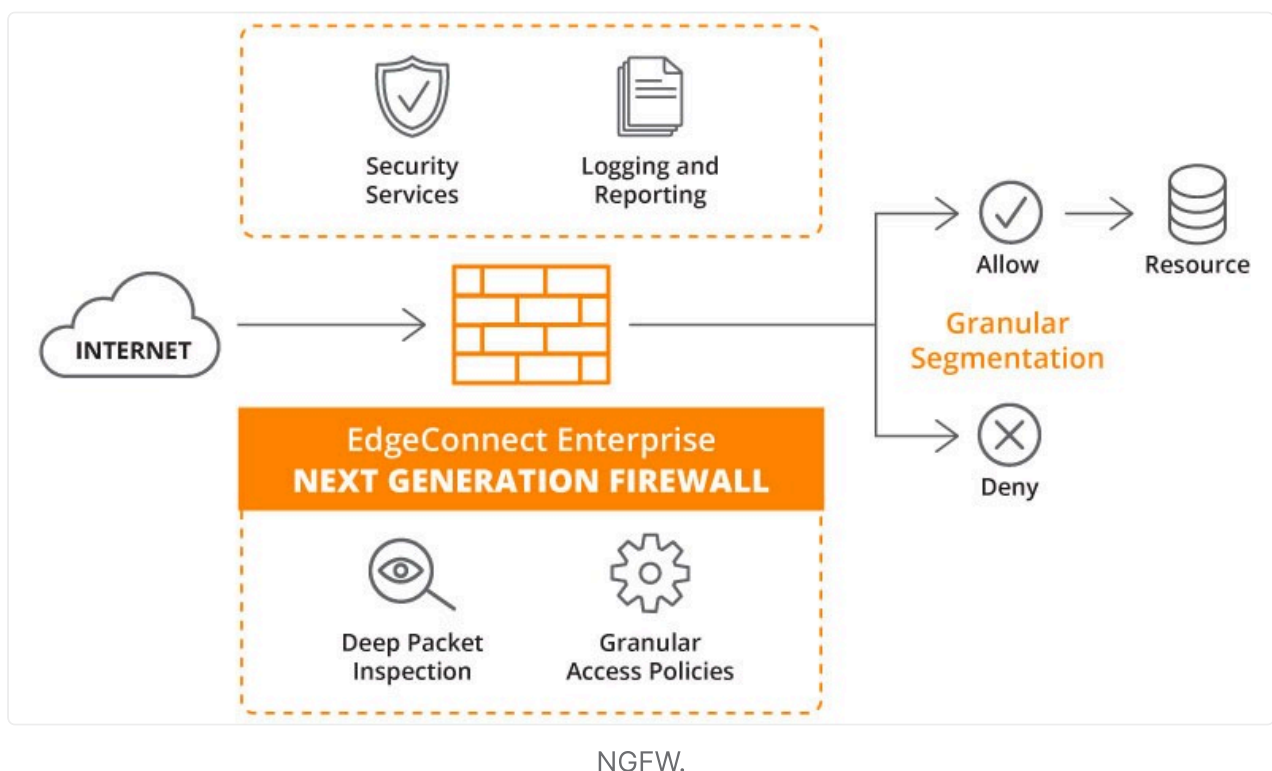 Security
Services
Logging and
Reporting
INTERNET
Allow
Resource
Granular
Segmentation
EdgeConnect Enterprise
NEXT GENERATION FIREWALL
Deny
Deep Packet
Inspection
Granular
Access Policies
NGFW.